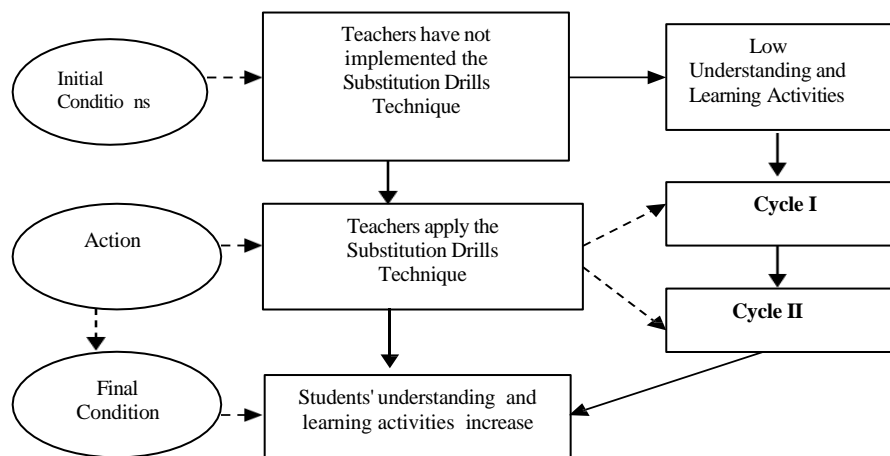 Initial
Conditio ns
Teachers have not
implemented the
Substitution Drills
Technique
Low
Understanding and
Learning Activities
Action
Teachers apply the
Substitution Drills
Technique
Cycle I
Cycle II
Final
Condition
Students' understanding and
learning activities increase